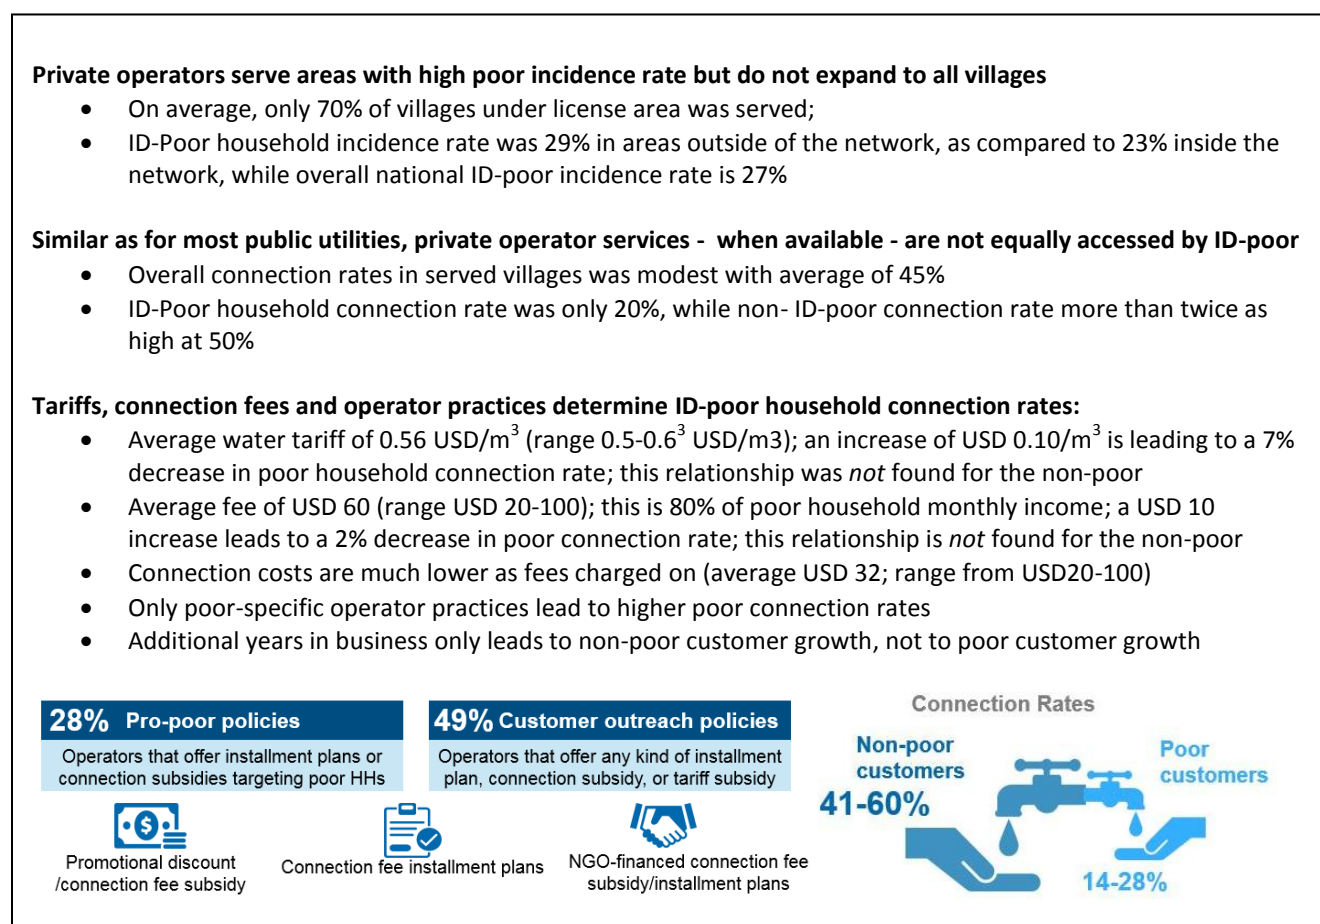 Private operators serve areas with high poor incidence rate but do not expand to all villages
• On average, only 70% of villages under license area was served;
• ID-Poor household incidence rate was 29% in areas outside of the network, as compared to 23% inside the
network, while overall national ID-poor incidence rate is 27%
Similar as for most public utilities, private operator services - when available - are not equally accessed by ID-poor
• Overall connection rates in served villages was modest with average of 45%
• ID-Poor household connection rate was only 20%, while non- ID-poor connection rate more than twice as
high at 50%
Tariffs, connection fees and operator practices determine ID-poor household connection rates:
• Average water tariff of 0.56 USD/m³ (range 0.5-0.6³ USD/m3); an increase of USD 0.10/m³ is leading to a 7%
decrease in poor household connection rate; this relationship was not found for the non-poor
• Average fee of USD 60 (range USD 20-100); this is 80% of poor household monthly income; a USD 10
increase leads to a 2% decrease in poor connection rate; this relationship is not found for the non-poor
• Connection costs are much lower as fees charged on (average USD 32; range from USD20-100)
• Only poor-specific operator practices lead to higher poor connection rates
• Additional years in business only leads to non-poor customer growth, not to poor customer growth
28% Pro-poor policies
Operators that offer installment plans or
connection subsidies targeting poor HHs
49% Customer outreach policies
Operators that offer any kind of installment
plan, connection subsidy, or tariff subsidy
Promotional discount
/connection fee subsidy
Connection fee installment plans
NGO-financed connection fee
subsidy/installment plans
Connection Rates
Non-poor
customers
41-60%
Poor
customers
14-28%